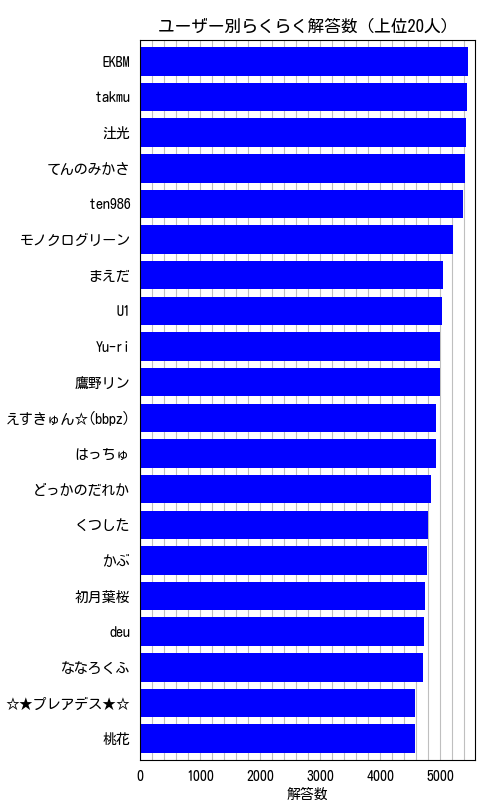 ユーザー別らくらく解答数（上位20人）
EKBM
takmu
汢光
てんのみかさ
ten986
モノクログリーン
まえだ
U1
Yu-ri
鷹野リン
えすきゅん☆(bbpz)
はっちゅ
どっかのだれか
くつした
かぶ
初月葉桜
deu
ななろくふ
☆★プレアデス★☆
桃花
0 1000 2000 3000 4000 5000
解答数